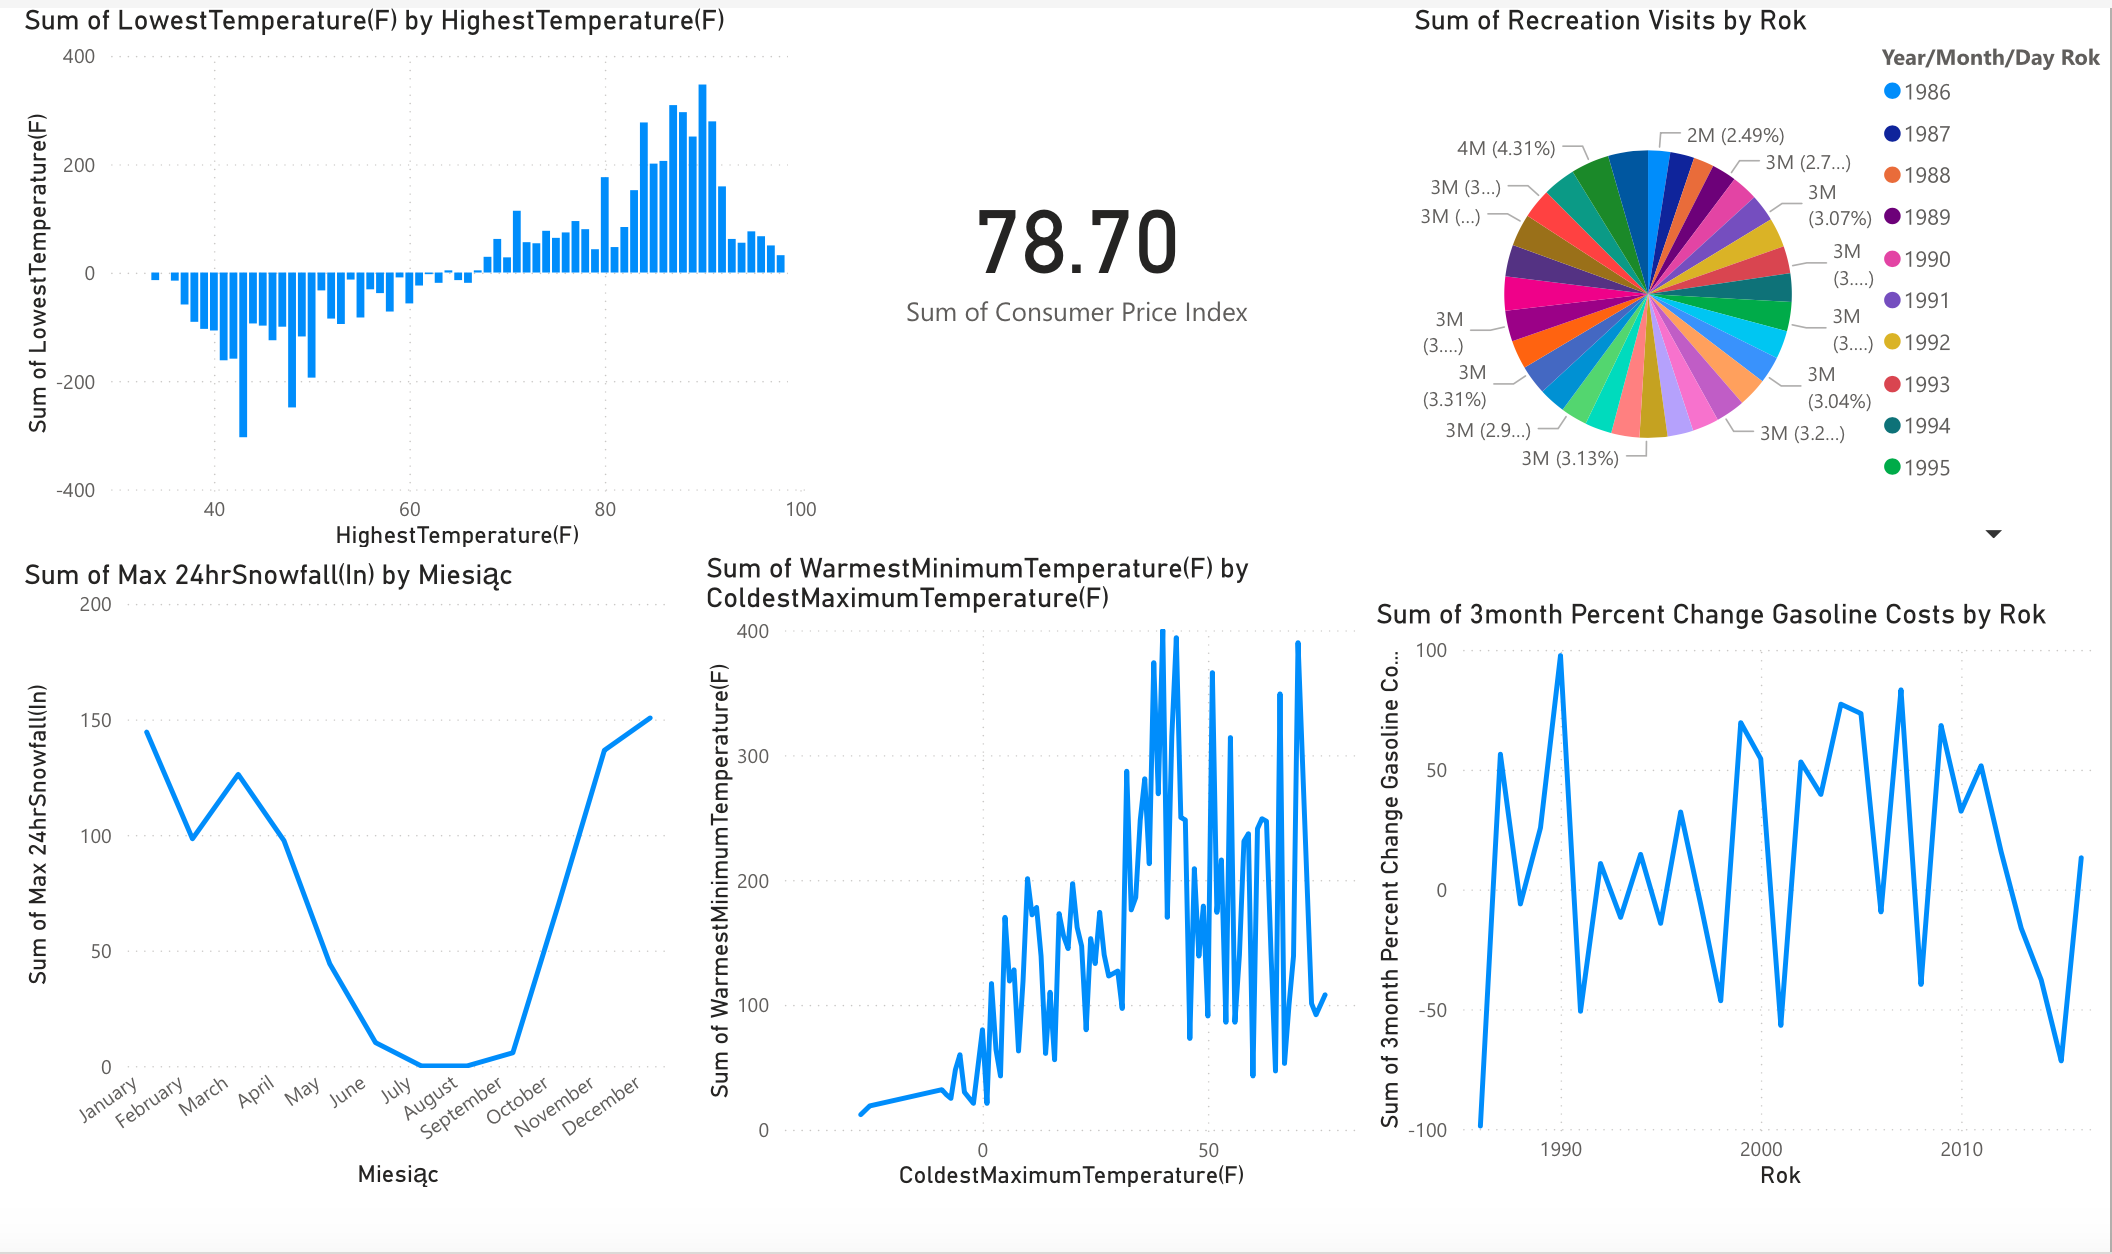 Sum of LowestTemperature(F) by HighestTemperature(F)
400
200
0
-200
-400
Sum of LowestTemperature(F)
40
60
80
100
HighestTemperature(F)
78.70
Sum of Consumer Price Index
Sum of Recreation Visits by Rok
Year/Month/Day Rok
1986
1987
1988
1989
1990
1991
1992
1993
1994
1995
2M (2.49%)
3M (2.7...)
3M
(3.07%)
3M
(3....)
3M
(3....)
3M
(3.04%)
3M (3.2...)
3M (3.13%)
3M (2.9...)
3M
(3.31%)
3M
(3....)
3M (...)
3M (3...)
4M (4.31%)
Sum of Max 24hrSnowfall(In) by Miesiąc
200
150
100
50
0
Sum of Max 24hrSnowfall(In)
January
February
March
April
May
June
July
August
September
October
November
December
Miesiąc
Sum of WarmestMinimumTemperature(F) by
ColdestMaximumTemperature(F)
400
300
200
100
0
Sum of WarmestMinimumTemperature(F)
0
50
ColdestMaximumTemperature(F)
Sum of 3month Percent Change Gasoline Costs by Rok
100
50
0
-50
-100
Sum of 3month Percent Change Gasoline Co...
1990
2000
2010
Rok